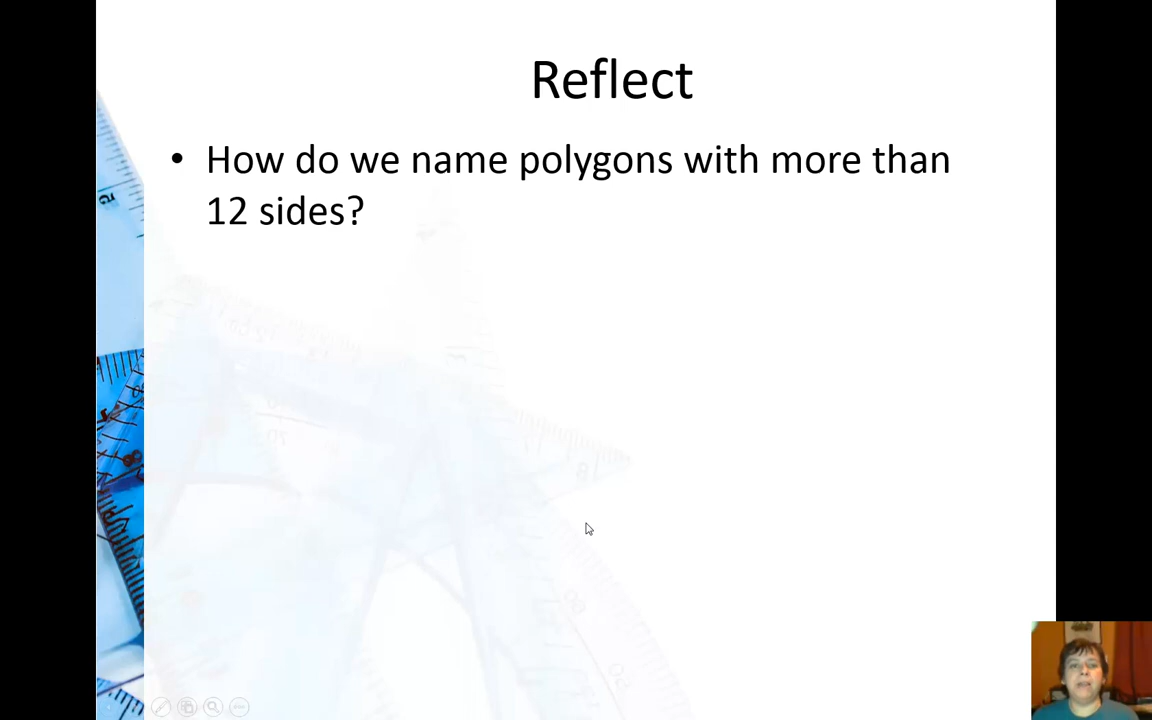 Reflect
• How do we name polygons with more than
12 sides?